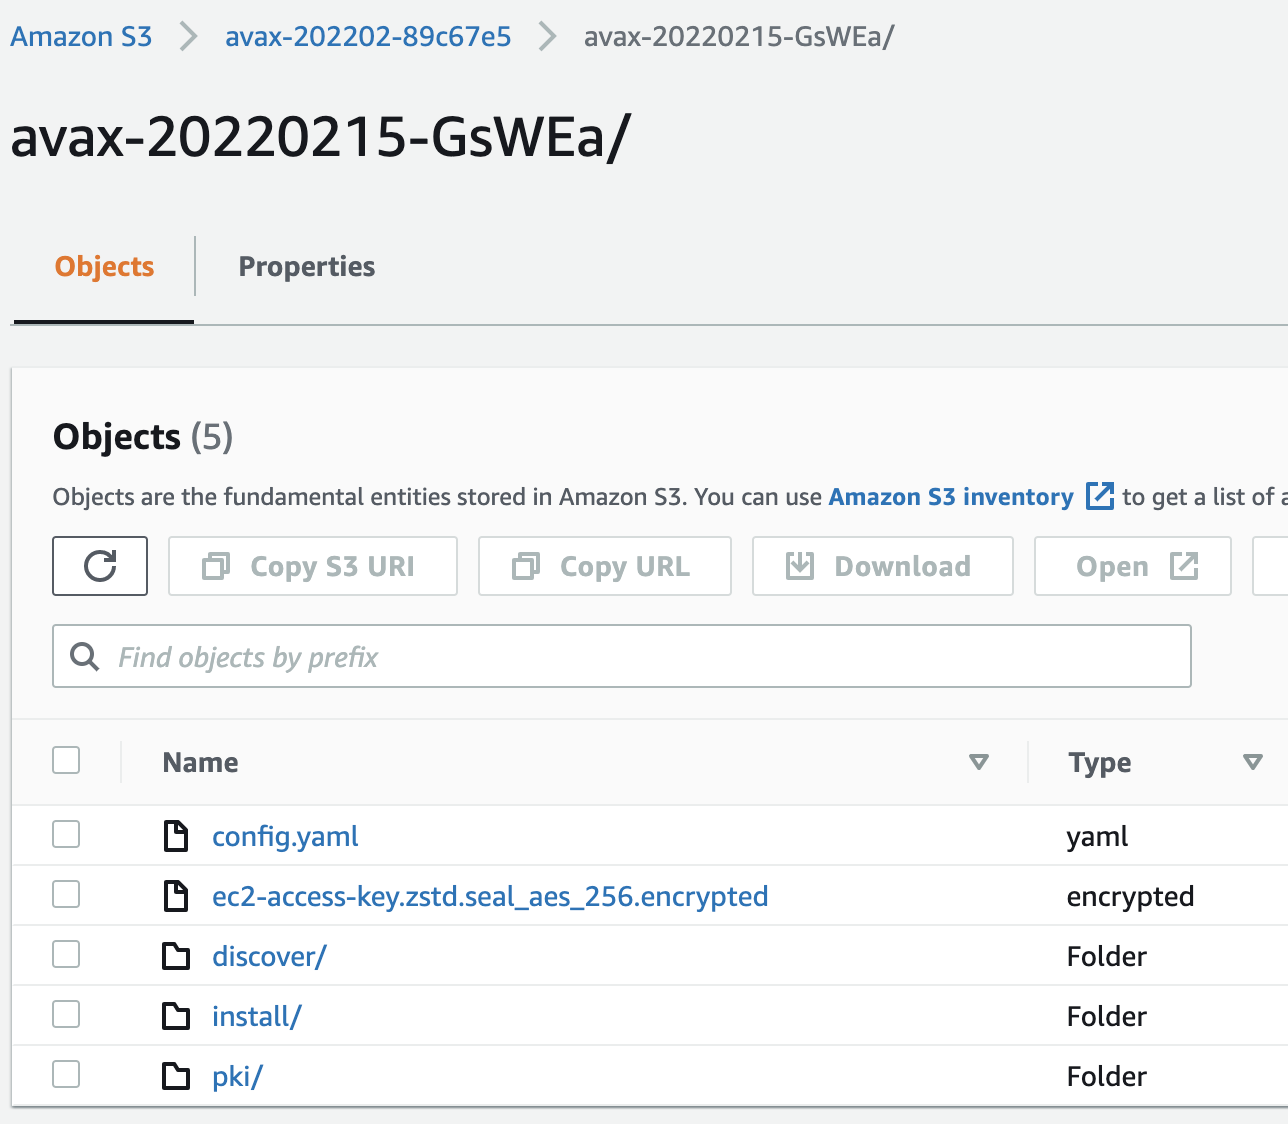 Amazon S3 > avax-202202-89c67e5 > avax-20220215-GsWEa/
avax-20220215-GsWEa/
Objects Properties
Objects (5)
Objects are the fundamental entities stored in Amazon S3. You can use Amazon S3 inventory to get a list of
Copy S3 URI Copy URL Download Open
Find objects by prefix
Name Type
config.yaml yaml
ec2-access-key.zstd.seal_aes_256.encrypted encrypted
discover/ Folder
install/ Folder
pki/ Folder